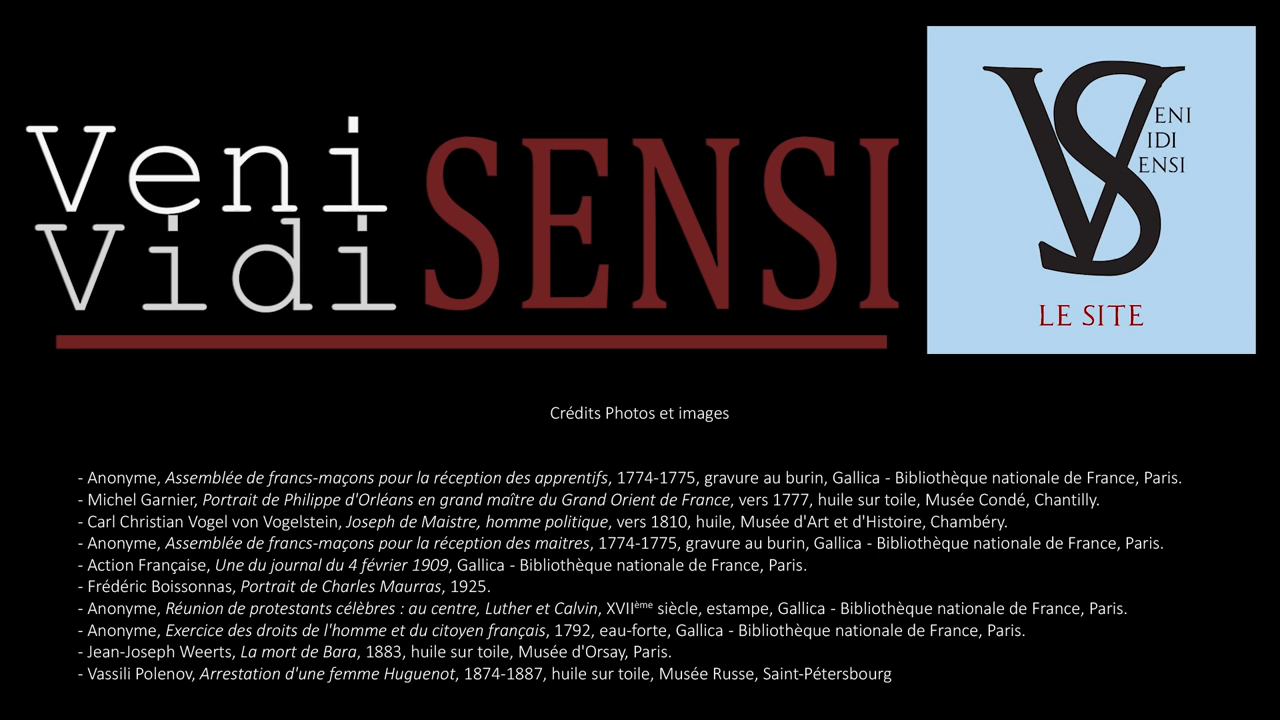 Veni
Vidi
SENSI
VS
ENI
IDI
ENSI
LE SITE
Crédits Photos et images
- Anonyme, Assemblée de francs-maçons pour la réception des apprentifs, 1774-1775, gravure au burin, Gallica - Bibliothèque nationale de France, Paris.
- Michel Garnier, Portrait de Philippe d'Orléans en grand maître du Grand Orient de France, vers 1777, huile sur toile, Musée Condé, Chantilly.
- Carl Christian Vogel von Vogelstein, Joseph de Maistre, homme politique, vers 1810, huile, Musée d'Art et d'Histoire, Chambéry.
- Anonyme, Assemblée de francs-maçons pour la réception des maitres, 1774-1775, gravure au burin, Gallica - Bibliothèque nationale de France, Paris.
- Action Française, Une du journal du 4 février 1909, Gallica - Bibliothèque nationale de France, Paris.
- Frédéric Boissonnas, Portrait de Charles Maurras, 1925.
- Anonyme, Réunion de protestants célèbres : au centre, Luther et Calvin, XVIIème siècle, estampe, Gallica - Bibliothèque nationale de France, Paris.
- Anonyme, Exercice des droits de l'homme et du citoyen français, 1792, eau-forte, Gallica - Bibliothèque nationale de France, Paris.
- Jean-Joseph Weerts, La mort de Bara, 1883, huile sur toile, Musée d'Orsay, Paris.
- Vassili Polenov, Arrestation d'une femme Huguenot, 1874-1887, huile sur toile, Musée Russe, Saint-Pétersbourg